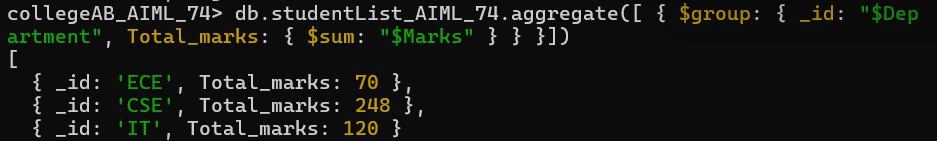 collegeAB_AIML_74> db.studentList_AIML_74.aggregate([ { $group: { _id: "$Dep
artment", Total_marks: { $sum: "$Marks" } } }])
[
  { _id: 'ECE', Total_marks: 70 },
  { _id: 'CSE', Total_marks: 248 },
  { _id: 'IT', Total_marks: 120 }